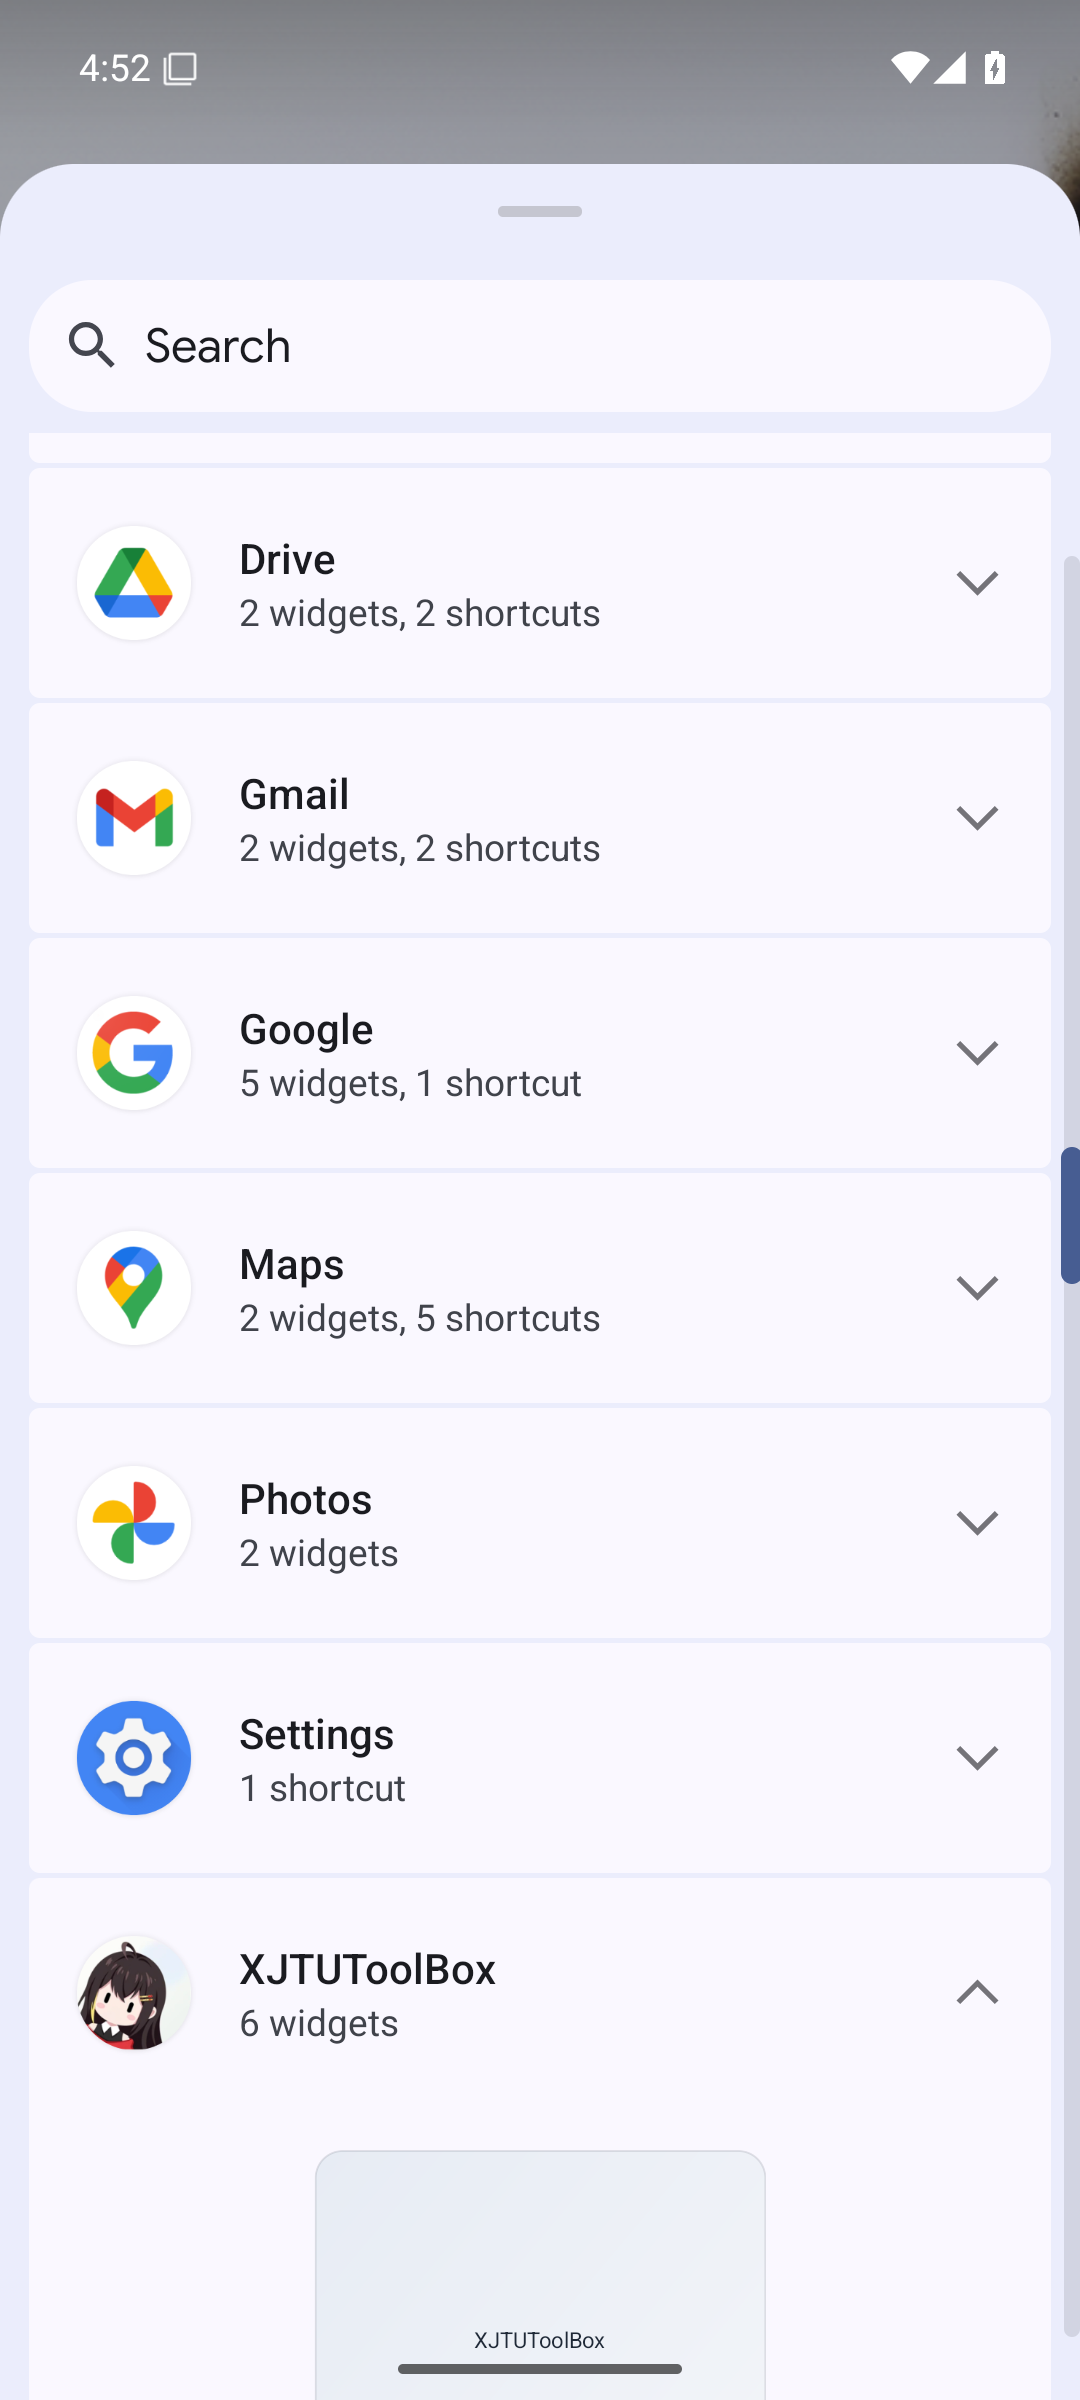 4:52
Search
Drive
2 widgets, 2 shortcuts
Gmail
2 widgets, 2 shortcuts
Google
5 widgets, 1 shortcut
Maps
2 widgets, 5 shortcuts
Photos
2 widgets
Settings
1 shortcut
XJTUToolBox
6 widgets
XJTUToolBox